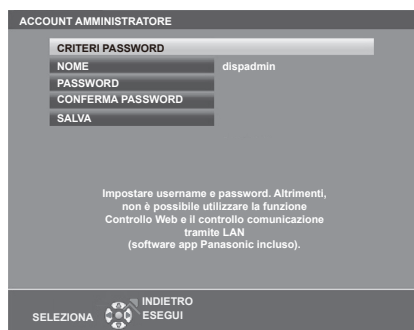 ACCOUNT AMMINISTRATORE
CRITERI PASSWORD
NOME dispadmin
PASSWORD
CONFERMA PASSWORD
SALVA
Impostare username e password. Altrimenti,
non è possibile utilizzare la funzione
Controllo Web e il controllo comunicazione
tramite LAN
(software app Panasonic incluso).
INDIETRO
SELEZIONA ESEGUI